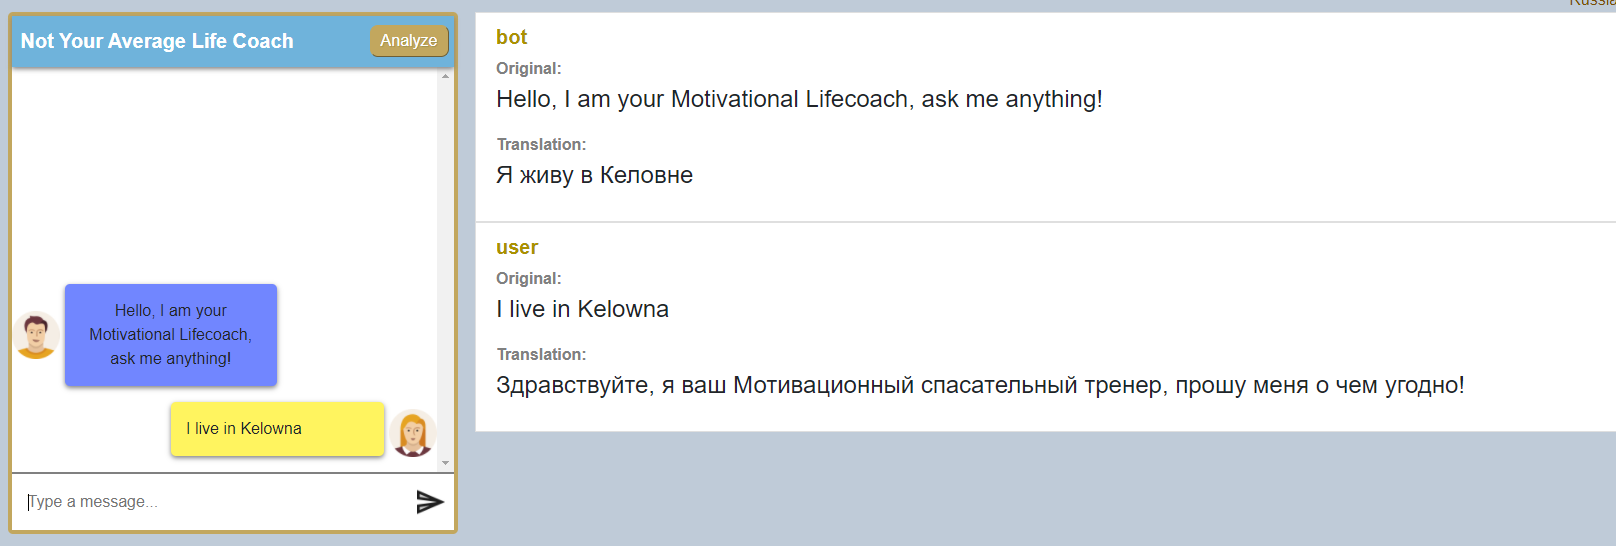 Not Your Average Life Coach
Analyze
Hello, I am your
Motivational Lifecoach,
ask me anything!
I live in Kelowna
Type a message...
bot
Original:
Hello, I am your Motivational Lifecoach, ask me anything!
Translation:
Я живу в Келовне
user
Original:
I live in Kelowna
Translation:
Здравствуйте, я ваш Мотивационный спасательный тренер, прошу меня о чем угодно!